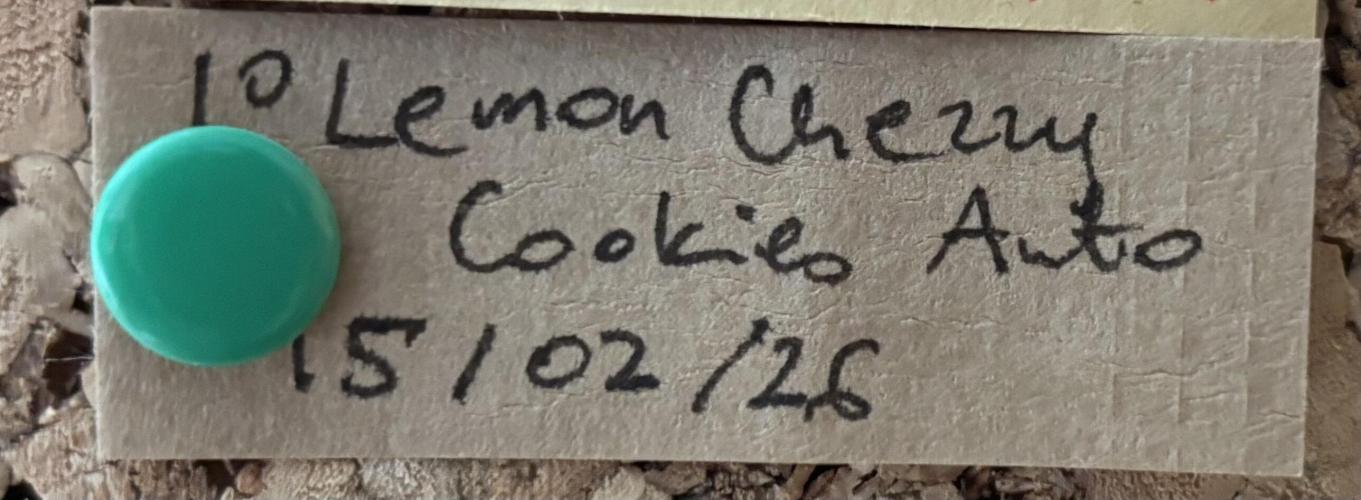 1º Lemon Cherry
Cookies Auto
15/02/26